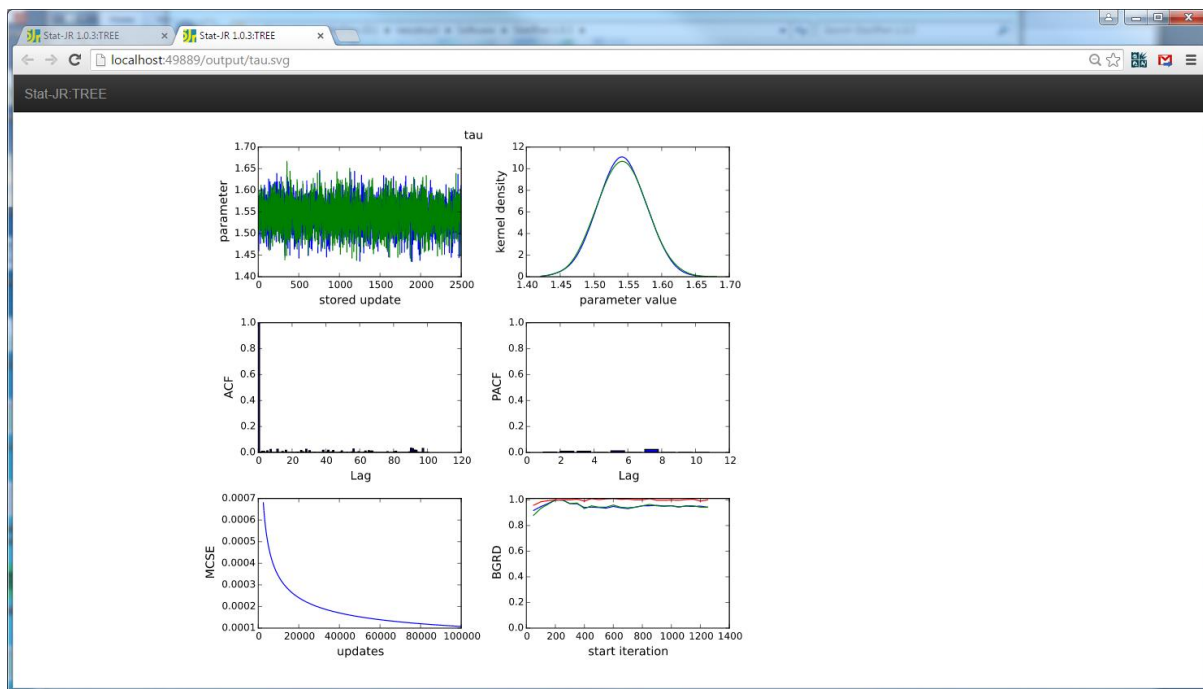 Stat-JR 1.0.3:TREE
Stat-JR 1.0.3:TREE
localhost:49889/output/tau.svg
Stat-JR:TREE
tau
1.70
1.65
1.60
1.55
1.50
1.45
1.40
parameter
0 500 1000 1500 2000 2500
stored update
12
10
8
6
4
2
0
kernel density
1.40 1.45 1.50 1.55 1.60 1.65 1.70
parameter value
1.0
0.8
0.6
0.4
0.2
0.0
ACF
0 20 40 60 80 100 120
Lag
1.0
0.8
0.6
0.4
0.2
0.0
PACF
0 2 4 6 8 10 12
Lag
0.0007
0.0006
0.0005
0.0004
0.0003
0.0002
0.0001
MCSE
0 20000 40000 60000 80000 100000
updates
1.0
0.8
0.6
0.4
0.2
0.0
BGRD
0 200 400 600 800 1000 1200 1400
start iteration